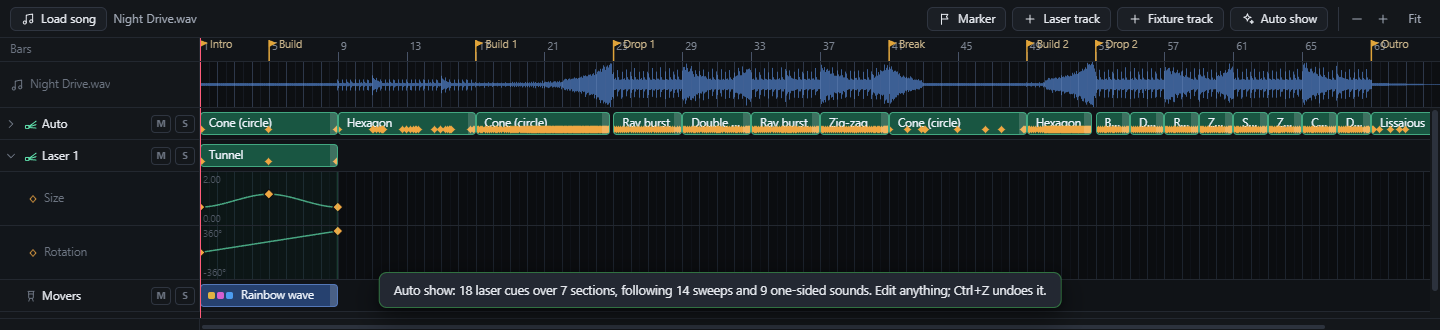 Load song Night Drive.wav Marker Laser track Fixture track Auto show Fit
Bars Intro Build 9 13 Build 1 21 Drop 1 29 33 37 Break 45 Build 2 Drop 2 57 61 65 Outro
Night Drive.wav
Auto M S Cone (circle) Hexagon Cone (circle) Ray burst Double ... Ray burst Zig-zag Cone (circle) Hexagon B... D... R... Z... S... Z... C... D... Lissajous
Laser 1 M S Tunnel
2.00
Size
0.00
360°
Rotation
-360°
Movers M S Rainbow wave
Auto show: 18 laser cues over 7 sections, following 14 sweeps and 9 one-sided sounds. Edit anything; Ctrl+Z undoes it.